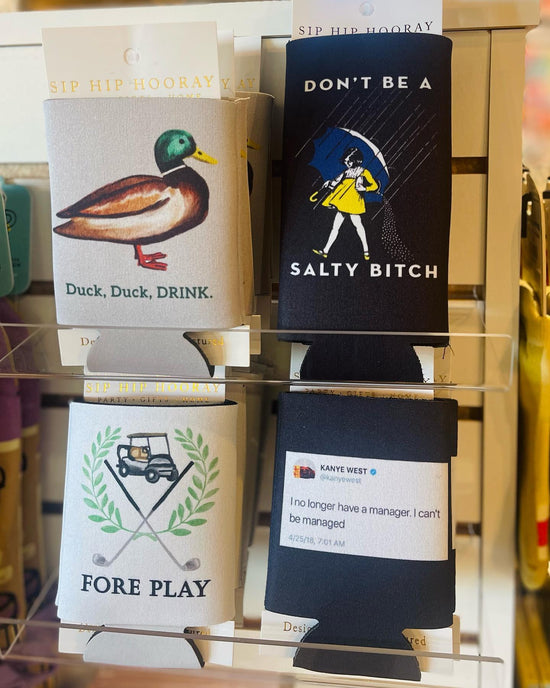 SIP HIP HOORAY
Duck, Duck, DRINK.
SIP HIP HOORAY
DON'T BE A
SALTY BITCH
SIP HIP HOORAY
PARTY • GIFTS • HOME
FORE PLAY
KANYE WEST
@kanyewest
I no longer have a manager. I can't
be managed
4/25/18, 7:01 AM